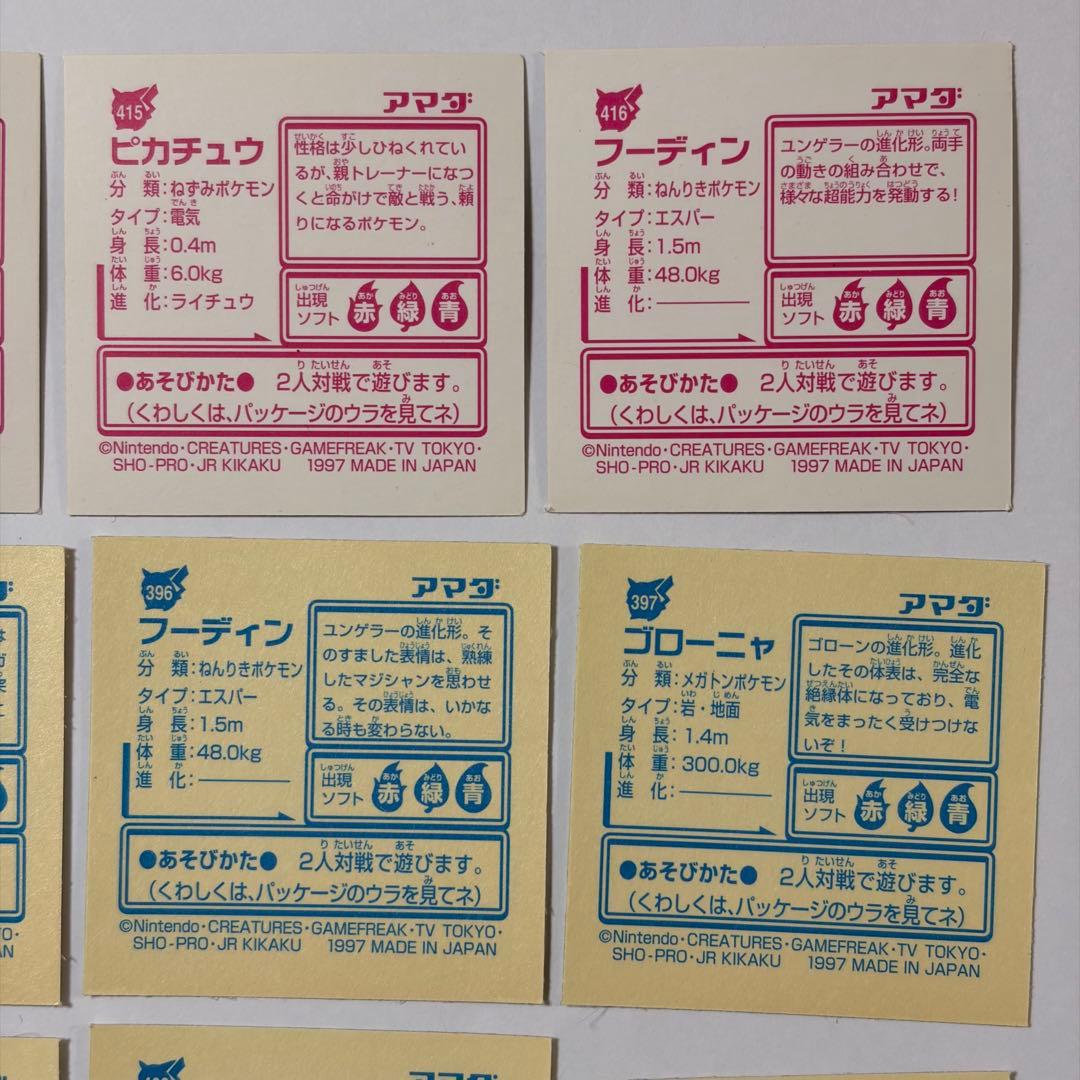 415
アマダ
ピカチュウ
分類:ねずみポケモン
タイプ:電気
身長:0.4m
体重:6.0kg
進化:ライチュウ
性格は少しひねくれてい
るが、親トレーナーになつ
くと命がけで敵と戦う、頼
りになるポケモン。
出現ソフト 赤 緑 青
●あそびかた● 2人対戦で遊びます。
(くわしくは、パッケージのウラを見てネ)
©Nintendo・CREATURES・GAMEFREAK・TV TOKYO・
SHO-PRO・JR KIKAKU 1997 MADE IN JAPAN
416
アマダ
フーディン
分類:ねんりきポケモン
タイプ:エスパー
身長:1.5m
体重:48.0kg
進化:
ユンゲラーの進化形。両手
の動きの組み合わせで、
様々な超能力を発動する!
出現ソフト 赤 緑 青
●あそびかた● 2人対戦で遊びます。
(くわしくは、パッケージのウラを見てネ)
©Nintendo・CREATURES・GAMEFREAK・TV TOKYO・
SHO-PRO・JR KIKAKU 1997 MADE IN JAPAN
396
アマダ
フーディン
分類:ねんりきポケモン
タイプ:エスパー
身長:1.5m
体重:48.0kg
進化:
ユンゲラーの進化形。そ
のすました表情は、熟練
したマジシャンを思わせ
る。その表情は、いかな
る時も変わらない。
出現ソフト 赤 緑 青
●あそびかた● 2人対戦で遊びます。
(くわしくは、パッケージのウラを見てネ)
©Nintendo・CREATURES・GAMEFREAK・TV TOKYO・
SHO-PRO・JR KIKAKU 1997 MADE IN JAPAN
397
アマダ
ゴローニャ
分類:メガトンポケモン
タイプ:岩・地面
身長:1.4m
体重:300.0kg
進化:
ゴローンの進化形。進化
したその体表は、完全な
絶縁体になっており、電
気をまったく受けつけな
いぞ!
出現ソフト 赤 緑 青
●あそびかた● 2人対戦で遊びます。
(くわしくは、パッケージのウラを見てネ)
©Nintendo・CREATURES・GAMEFREAK・TV TOKYO・
SHO-PRO・JR KIKAKU 1997 MADE IN JAPAN